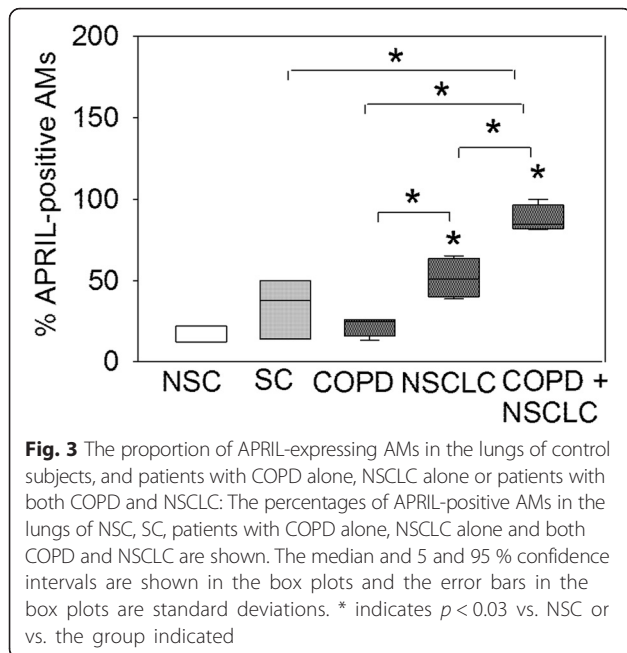 200
*
*
150
*
*
*
100
*
50
0
% APRIL-positive AMs
NSC SC COPD NSCLC COPD +
NSCLC
Fig. 3 The proportion of APRIL-expressing AMs in the lungs of control
subjects, and patients with COPD alone, NSCLC alone or patients with
both COPD and NSCLC: The percentages of APRIL-positive AMs in the
lungs of NSC, SC, patients with COPD alone, NSCLC alone and both
COPD and NSCLC are shown. The median and 5 and 95 % confidence
intervals are shown in the box plots and the error bars in the
box plots are standard deviations. * indicates p < 0.03 vs. NSC or
vs. the group indicated